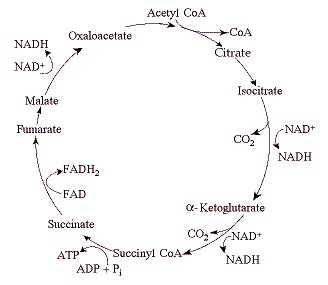 Acetyl CoA
CoA
Citrate
Isocitrate
CO2
NAD+
NADH
α-Ketoglutarate
CO2
NAD+
NADH
Succinyl CoA
ATP
ADP + Pi
Succinate
FAD
FADH2
Fumarate
Malate
NAD+
NADH
Oxaloacetate